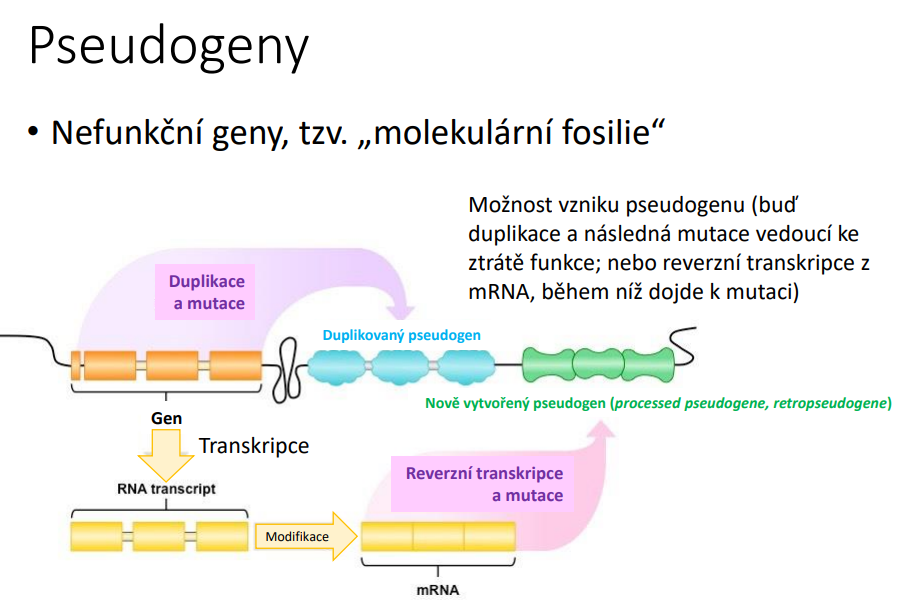 Pseudogeny
• Nefunkční geny, tzv. „molekulární fosilie“
Možnost vzniku pseudogenu (buď
duplikace a následná mutace vedoucí ke
ztrátě funkce; nebo reverzní transkripce z
mRNA, během níž dojde k mutaci)
Duplikace
a mutace
Duplikovaný pseudogen
Nově vytvořený pseudogen (processed pseudogene, retropseudogene)
Gen
Transkripce
RNA transcript
Reverzní transkripce
a mutace
Modifikace
mRNA